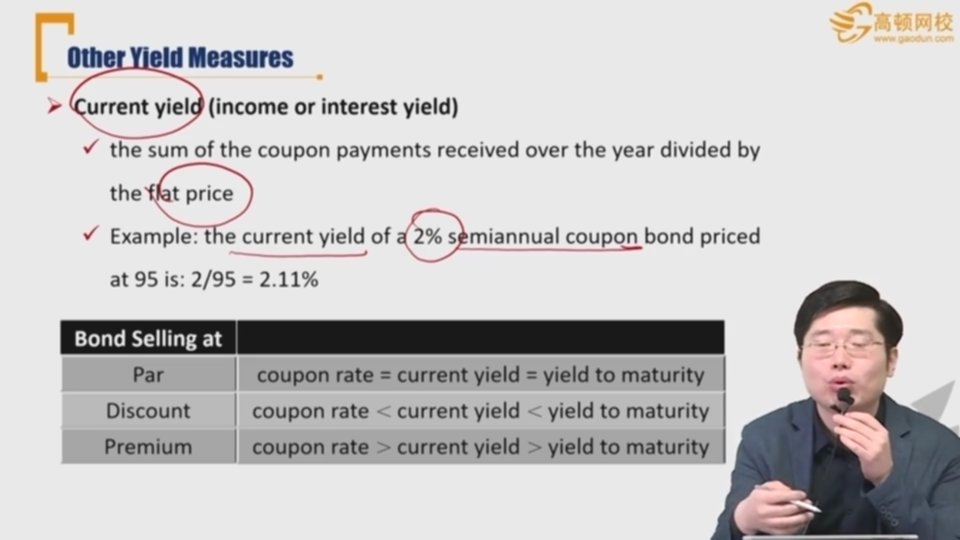 高顿网校
www.gaodun.com
Other Yield Measures
➢ Current yield (income or interest yield)
✓ the sum of the coupon payments received over the year divided by
the flat price
✓ Example: the current yield of a 2% semiannual coupon bond priced
at 95 is: 2/95 = 2.11%
Bond Selling at
Par coupon rate = current yield = yield to maturity
Discount coupon rate < current yield < yield to maturity
Premium coupon rate > current yield > yield to maturity